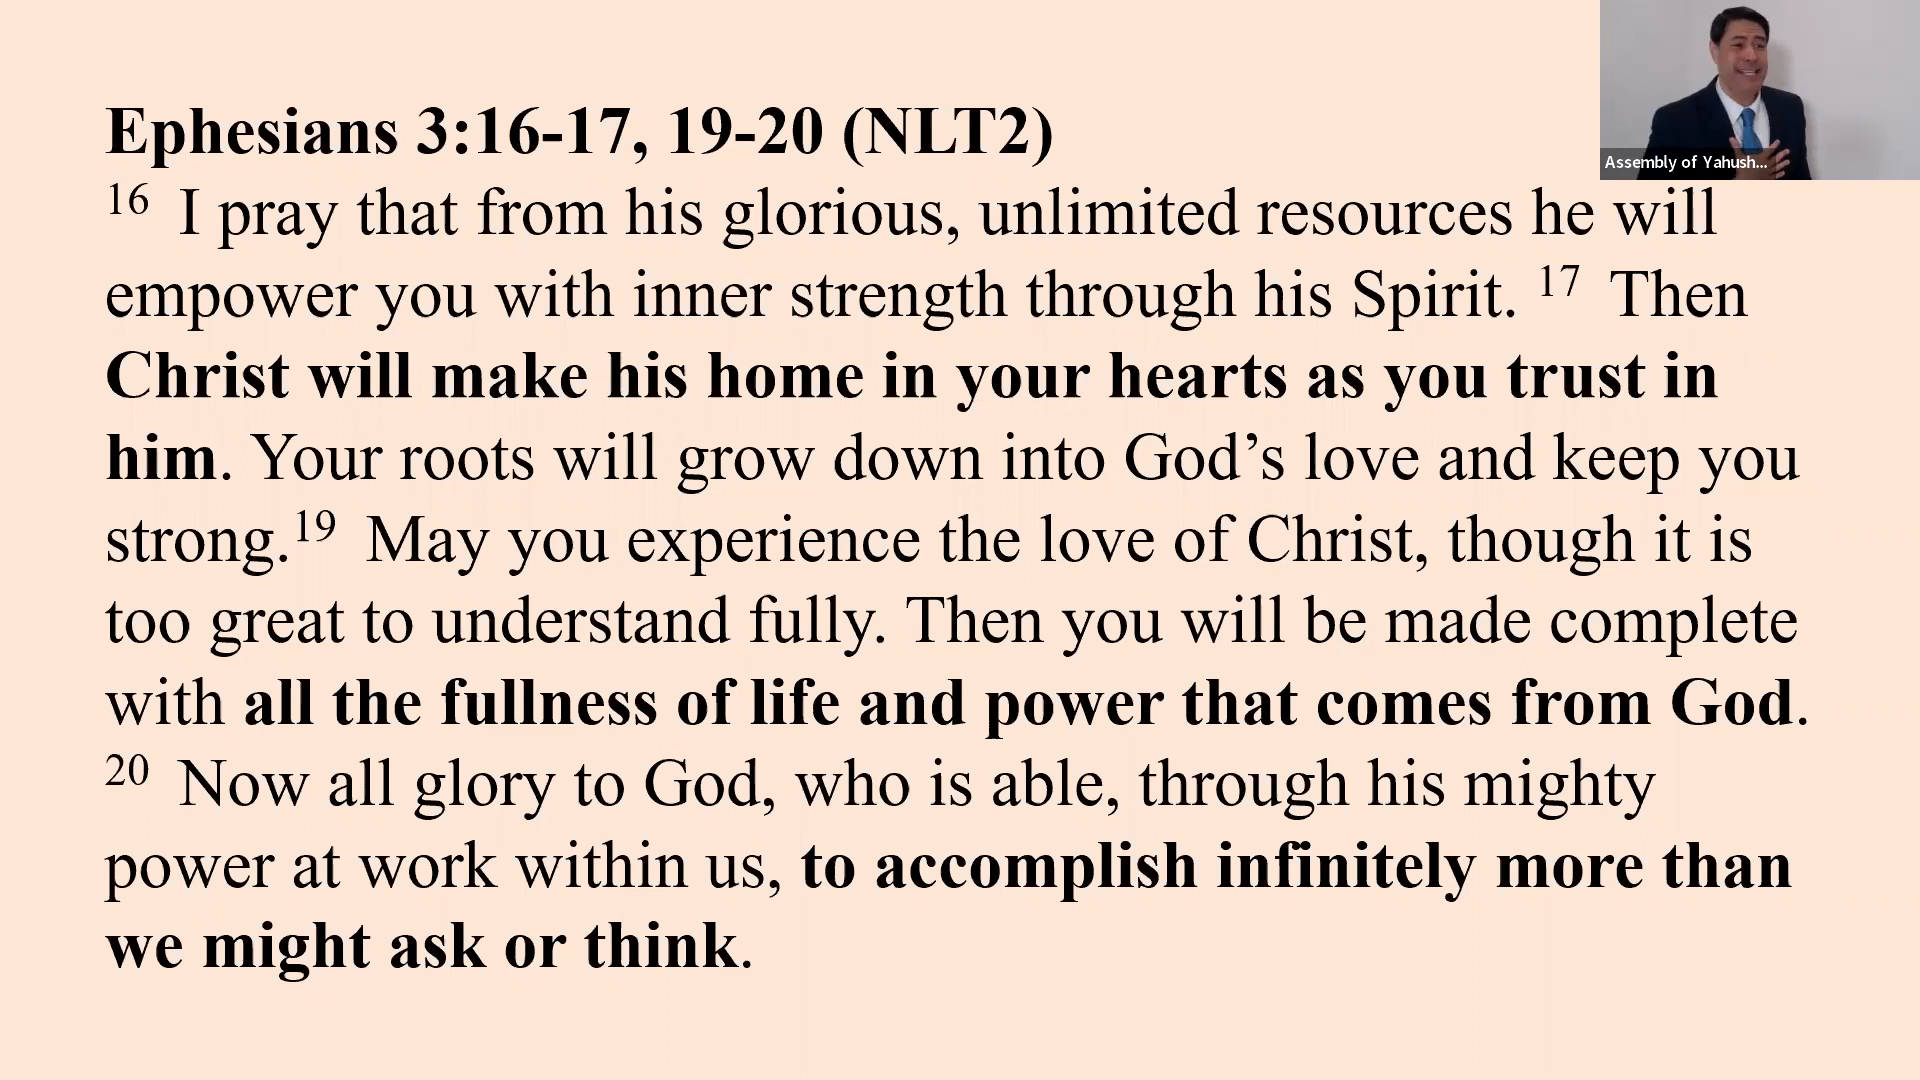 Ephesians 3:16-17, 19-20 (NLT2)
16 I pray that from his glorious, unlimited resources he will
empower you with inner strength through his Spirit. 17 Then
Christ will make his home in your hearts as you trust in
him. Your roots will grow down into God’s love and keep you
strong.19 May you experience the love of Christ, though it is
too great to understand fully. Then you will be made complete
with all the fullness of life and power that comes from God.
20 Now all glory to God, who is able, through his mighty
power at work within us, to accomplish infinitely more than
we might ask or think.
Assembly of Yahush...